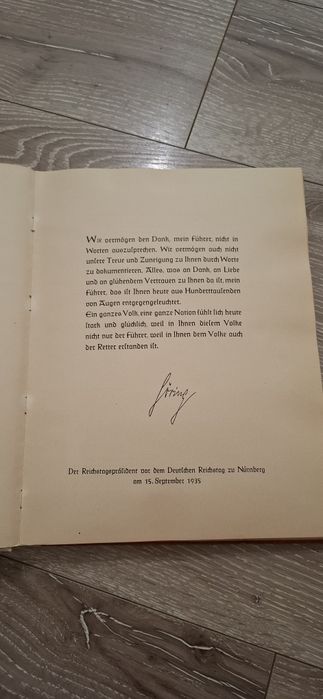 Wir vermögen den Dank, mein Führer, nicht in
Worten auszusprechen. Wir vermögen auch nicht
unsere Treue und Zuneigung zu Ihnen durch Worte
zu dokumentieren. Alles, was an Dank, an Liebe
und an glühendem Vertrauen zu Ihnen da ist, mein
Führer, das ist Ihnen heute aus Hunderttausenden
von Augen entgegengeleuchtet.
Ein ganzes Volk, eine ganze Nation fühlt sich heute
stark und glücklich, weil in Ihnen diesem Volke
nicht nur der Führer, weil in Ihnen dem Volke auch
der Retter erstanden ist.
Göring
Der Reichstagspräsident vor dem Deutschen Reichstag zu Nürnberg
am 15. September 1935